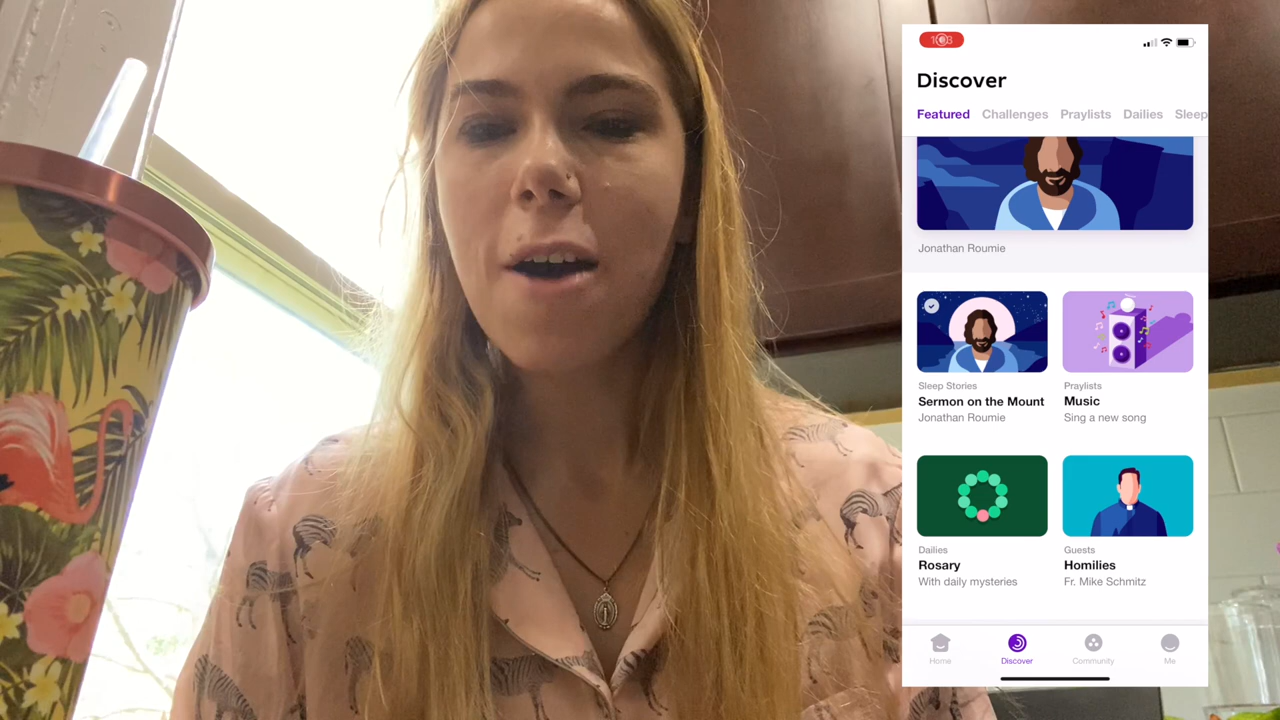 Discover
Featured Challenges Praylists Dailies Sleep
Jonathan Roumie
Sleep Stories
Sermon on the Mount
Jonathan Roumie
Praylists
Music
Sing a new song
Dailies
Rosary
With daily mysteries
Guests
Homilies
Fr. Mike Schmitz
Home Discover Community Me